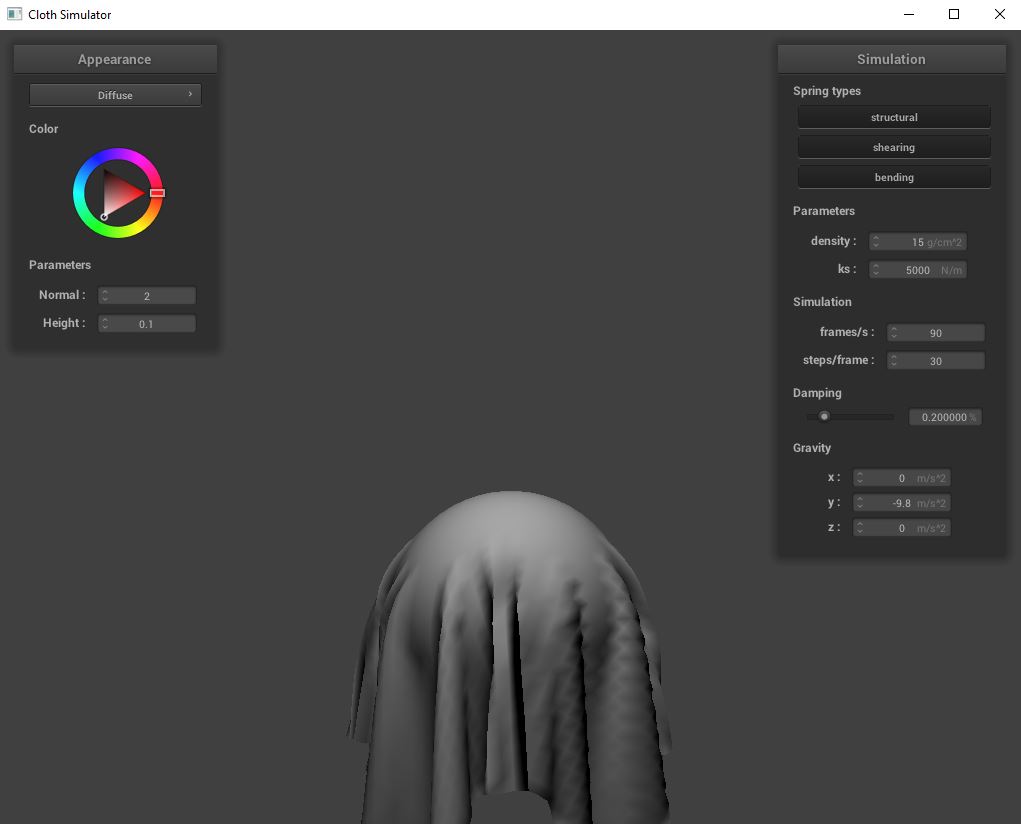 Cloth Simulator
Appearance
Diffuse
Color
Parameters
Normal : 2
Height : 0.1
Simulation
Spring types
structural
shearing
bending
Parameters
density : 15 g/cm^2
ks : 5000 N/m
Simulation
frames/s : 90
steps/frame : 30
Damping
0.200000 %
Gravity
x : 0 m/s^2
y : -9.8 m/s^2
z : 0 m/s^2